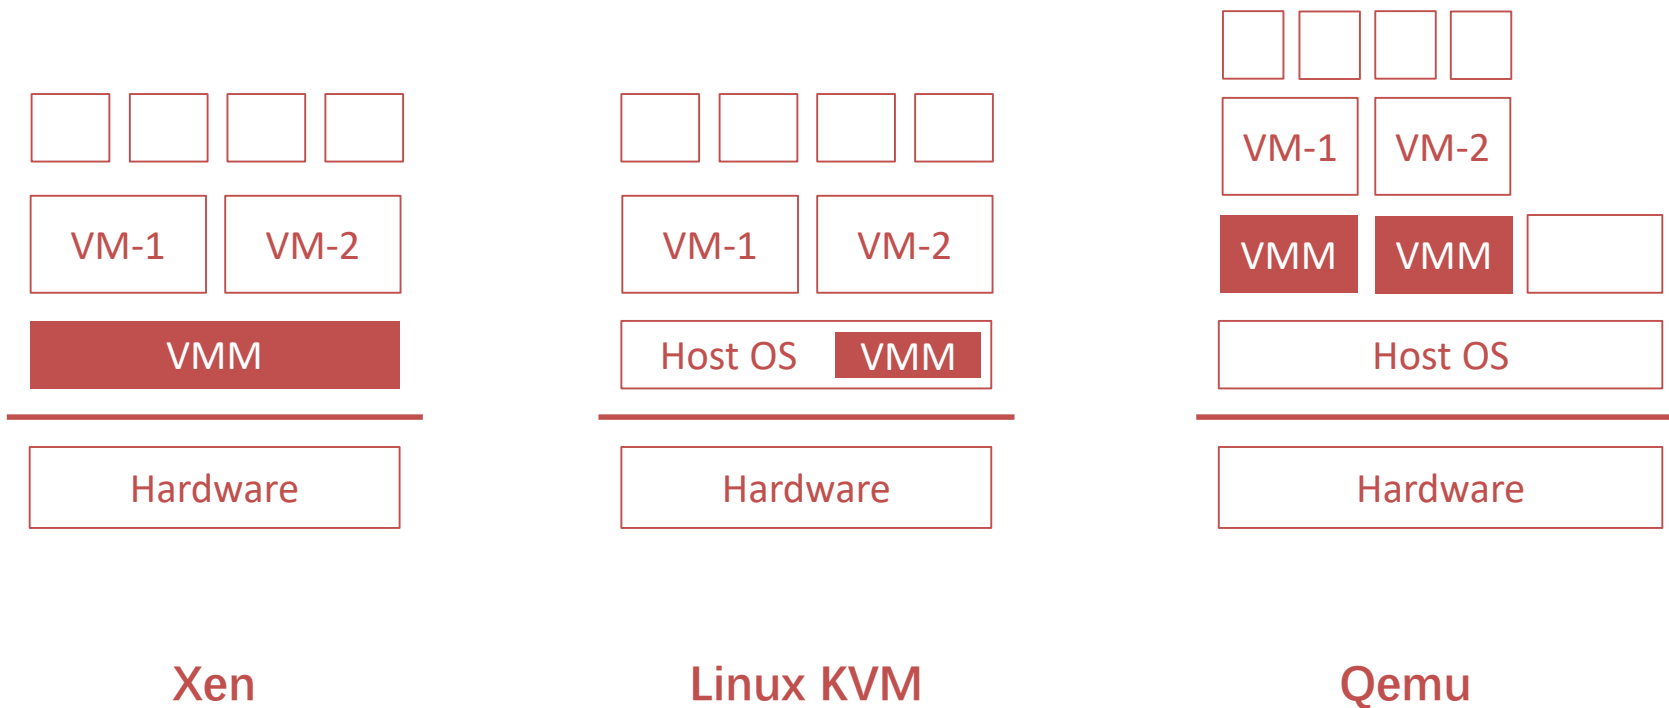 VM-1
VM-2
VMM
Hardware
Xen
VM-1
VM-2
Host OS
VMM
Hardware
Linux KVM
VM-1
VM-2
VMM
VMM
Host OS
Hardware
Qemu